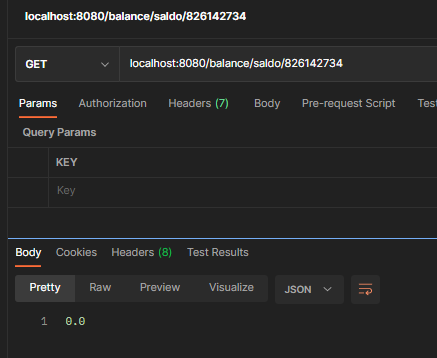 localhost:8080/balance/saldo/826142734
GET localhost:8080/balance/saldo/826142734
Params Authorization Headers (7) Body Pre-request Script Test
Query Params
KEY
Key
Body Cookies Headers (8) Test Results
Pretty Raw Preview Visualize JSON
1 0.0